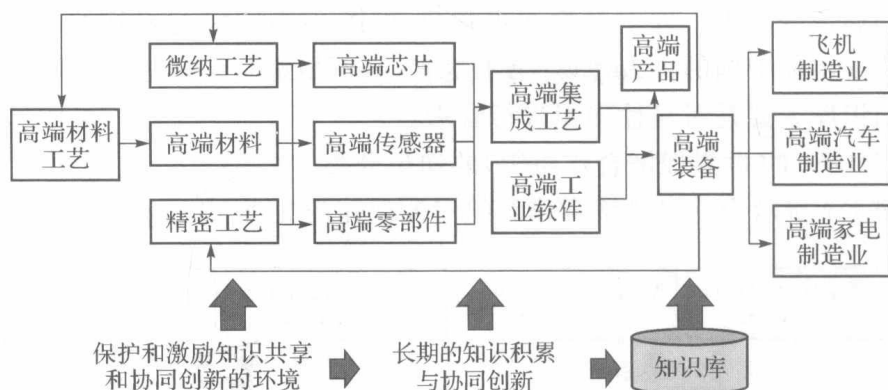 微纳工艺
高端芯片
高端
产品
飞机
制造业
高端材料
工艺
高端材料
高端传感器
高端集
成工艺
高端工
业软件
高端
装备
高端汽车
制造业
精密工艺
高端零部件
高端家电
制造业
保护和激励知识共享
和协同创新的环境
长期的知识积累
与协同创新
知识库